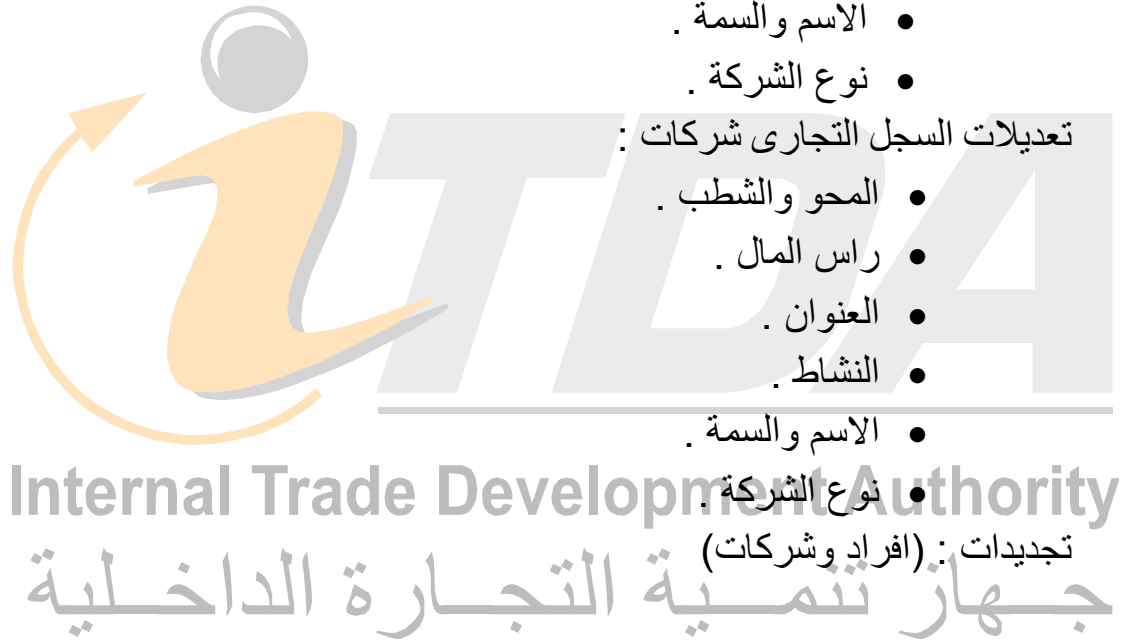 • الاسم والسمة .
• نوع الشركة .
تعديلات السجل التجارى شركات :
• المحو والشطب .
• راس المال .
• العنوان .
• النشاط .
• الاسم والسمة .
• نوع الشركة .
تجديدات : (افراد وشركات)
iTDA
Internal Trade Development Authority
جهاز تنمية التجارة الداخلية